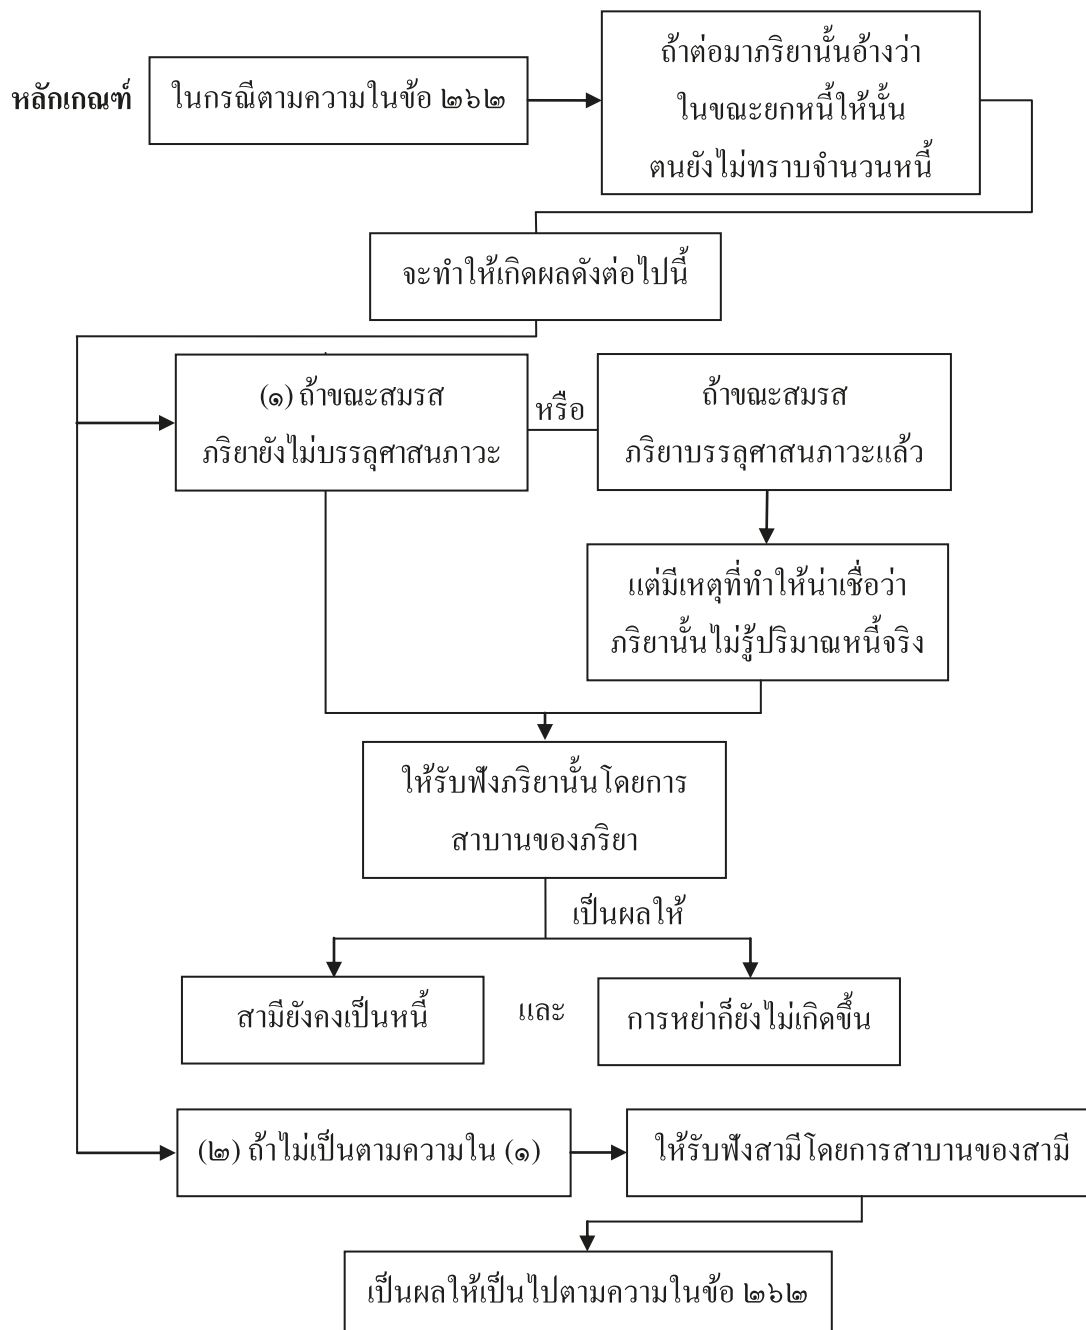 หลักเกณฑ์
ในกรณีตามความในข้อ ๒๖๒
ถ้าต่อมาภริยานั้นอ้างว่า
ในขณะยกหนี้ให้นั้น
ตนยังไม่ทราบจำนวนหนี้
จะทำให้เกิดผลดังต่อไปนี้
(๑) ถ้าขณะสมรส
ภริยายังไม่บรรลุศาสนภาวะ
หรือ
ถ้าขณะสมรส
ภริยาบรรลุศาสนภาวะแล้ว
แต่มีเหตุที่ทำให้น่าเชื่อว่า
ภริยานั้นไม่รู้ปริมาณหนี้จริง
ให้รับฟังภริยานั้นโดยการ
สาบานของภริยา
เป็นผลให้
สามียังคงเป็นหนี้
และ
การหย่าก็ยังไม่เกิดขึ้น
(๒) ถ้าไม่เป็นตามความใน (๑)
ให้รับฟังสามีโดยการสาบานของสามี
เป็นผลให้เป็นไปตามความในข้อ ๒๖๒